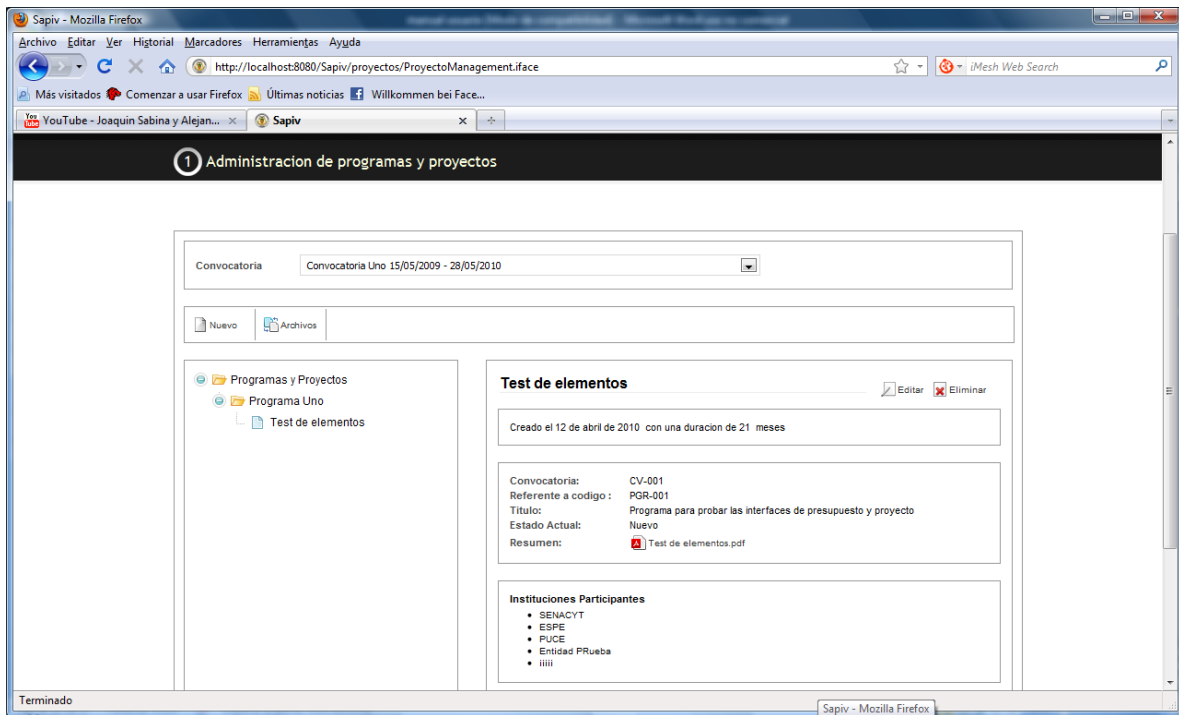 Sapiv - Mozilla Firefox
Archivo Editar Ver Historial Marcadores Herramientas Ayuda
http://localhost:8080/Sapiv/proyectos/ProyectoManagement.iface
iMesh Web Search
Más visitados Comenzar a usar Firefox Últimas noticias Willkommen bei Face...
YouTube - Joaquin Sabina y Alejan... Sapiv
1 Administracion de programas y proyectos
Convocatoria Convocatoria Uno 15/05/2009 - 28/05/2010
Nuevo Archivos
Programas y Proyectos
Programa Uno
Test de elementos
Test de elementos
Editar Eliminar
Creado el 12 de abril de 2010 con una duracion de 21 meses
Convocatoria: CV-001
Referente a codigo : PGR-001
Titulo: Programa para probar las interfaces de presupuesto y proyecto
Estado Actual: Nuevo
Resumen: Test de elementos.pdf
Instituciones Participantes
SENACYT
ESPE
PUCE
Entidad PRueba
iiiii
Terminado
Sapiv - Mozilla Firefox